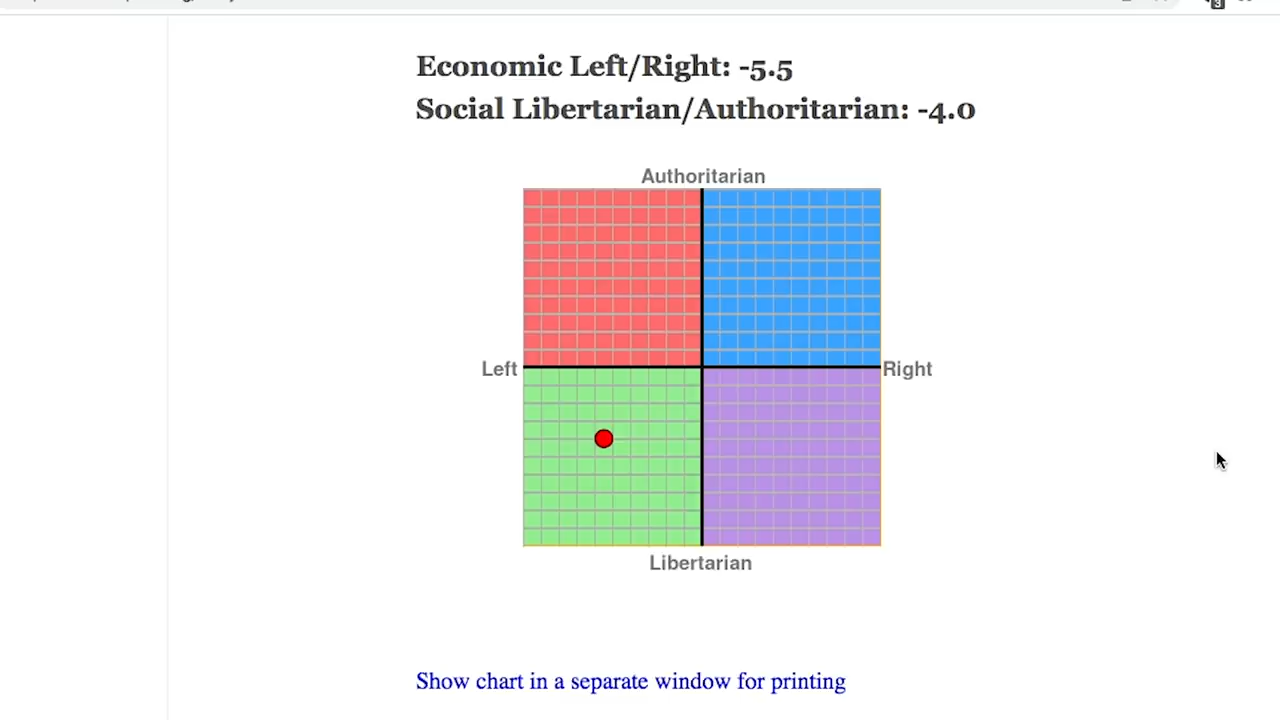 3
Economic Left/Right: -5.5
Social Libertarian/Authoritarian: -4.0
Authoritarian
Left
Right
Libertarian
Show chart in a separate window for printing